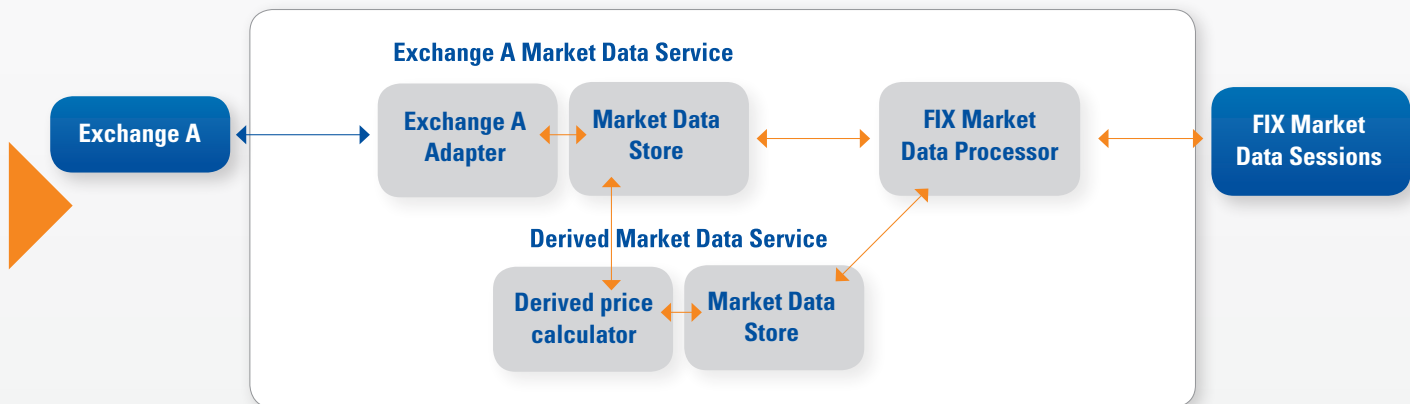 Exchange A Market Data Service
Exchange A
Exchange A
Adapter
Market Data
Store
FIX Market
Data Processor
FIX Market
Data Sessions
Derived Market Data Service
Derived price
calculator
Market Data
Store